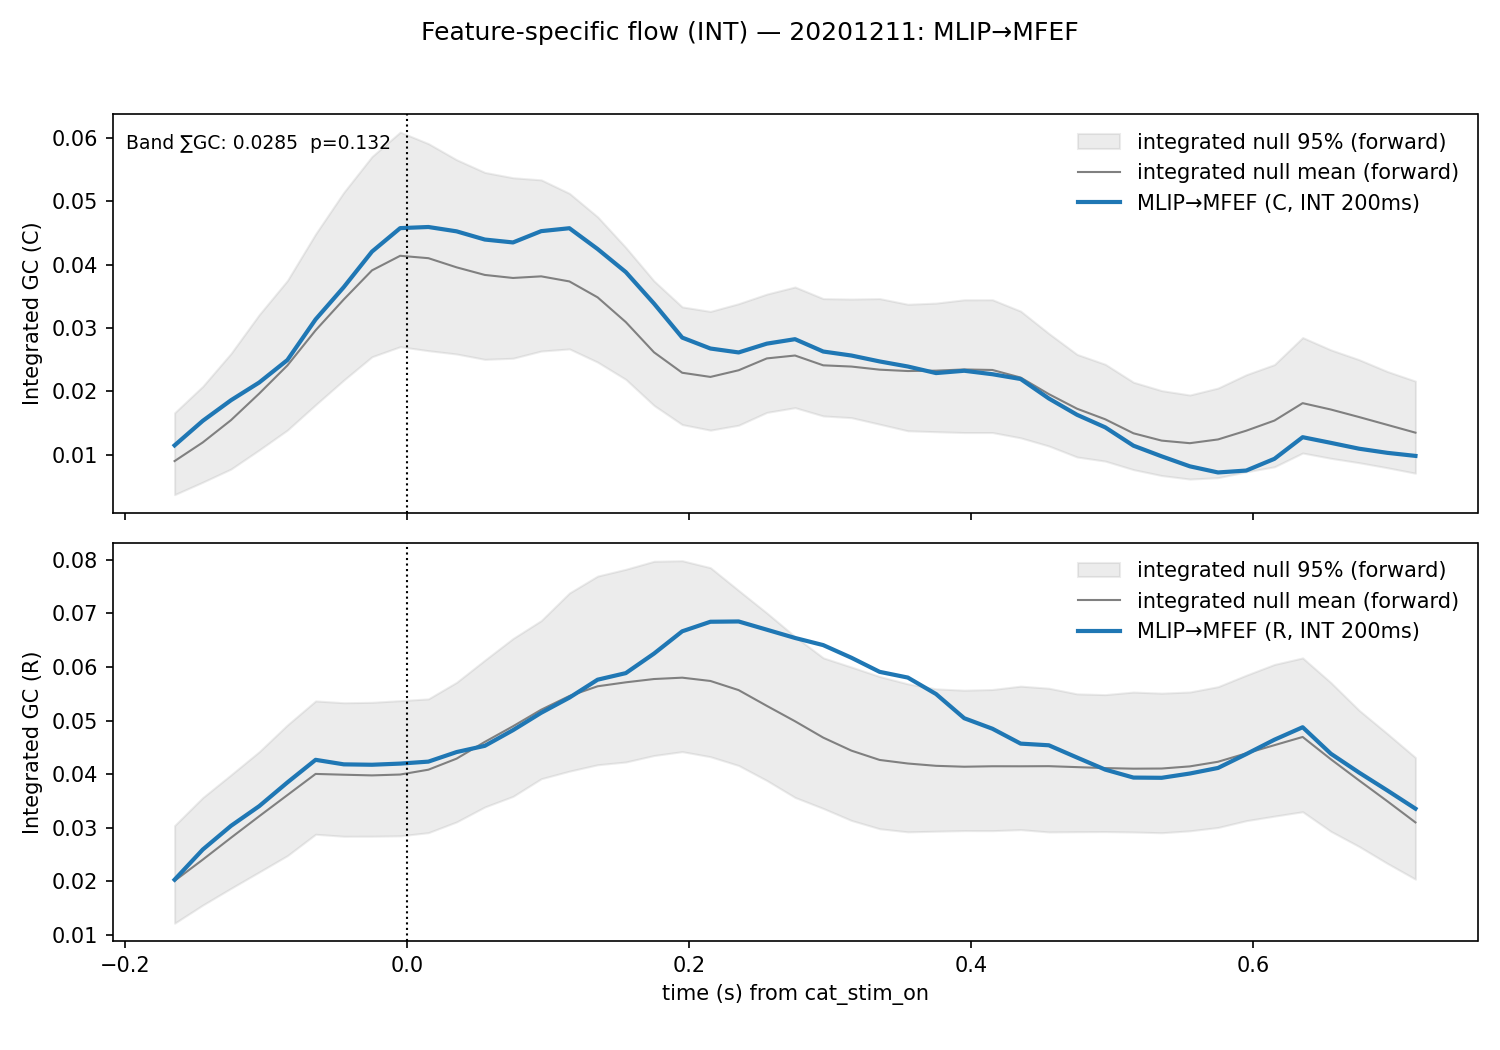 Feature-specific flow (INT) — 20201211: MLIP→MFEF
Band ∑GC: 0.0285  p=0.132
integrated null 95% (forward)
integrated null mean (forward)
MLIP→MFEF (C, INT 200ms)
Integrated GC (C)
0.06
0.05
0.04
0.03
0.02
0.01
integrated null 95% (forward)
integrated null mean (forward)
MLIP→MFEF (R, INT 200ms)
Integrated GC (R)
0.08
0.07
0.06
0.05
0.04
0.03
0.02
0.01
−0.2 0.0 0.2 0.4 0.6
time (s) from cat_stim_on